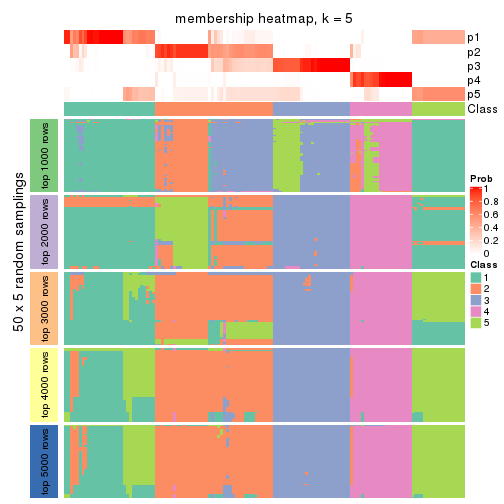 membership heatmap, k = 5
p1
p2
p3
p4
p5
Class
50 x 5 random samplings
top 1000 rows
top 2000 rows
top 3000 rows
top 4000 rows
top 5000 rows
Prob
1
0.8
0.6
0.4
0.2
0
Class
1
2
3
4
5